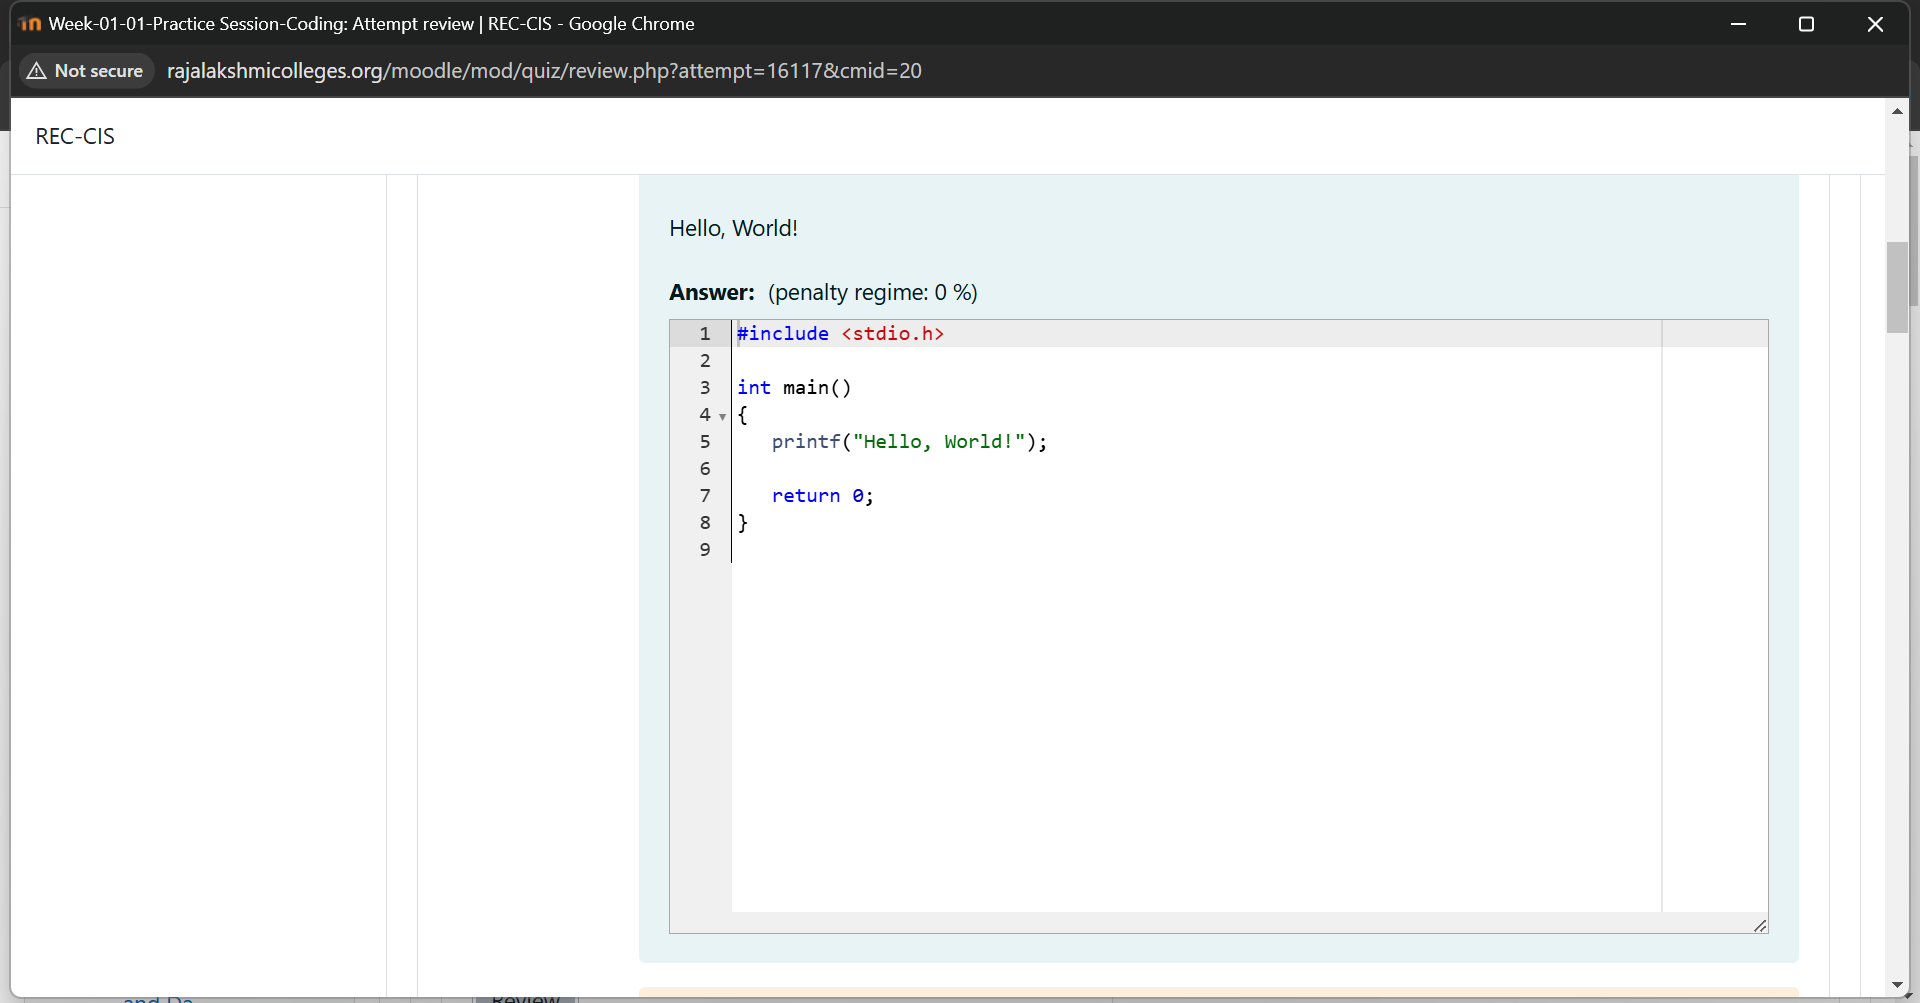 Week-01-01-Practice Session-Coding: Attempt review | REC-CIS - Google Chrome
Not secure rajalakshmicolleges.org/moodle/mod/quiz/review.php?attempt=16117&cmid=20
REC-CIS
Hello, World!
Answer: (penalty regime: 0 %)
1 #include <stdio.h>
2
3 int main()
4 {
5 printf("Hello, World!");
6
7 return 0;
8 }
9
Review